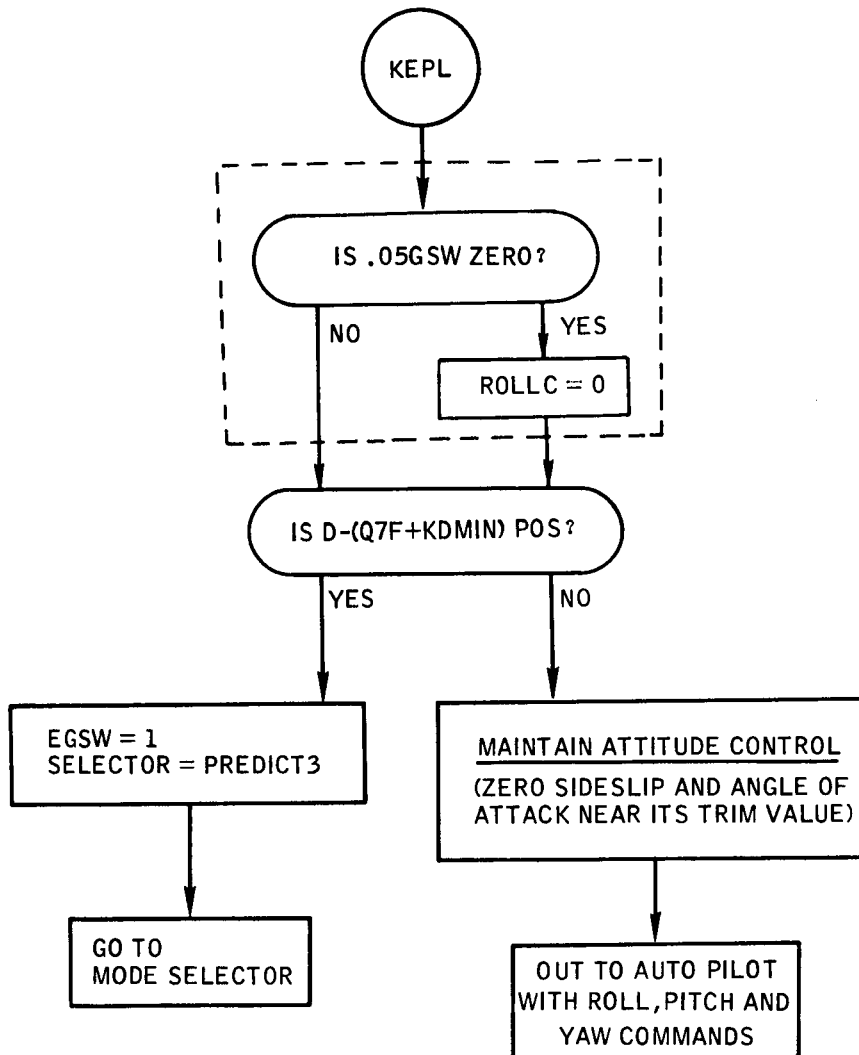 KEPL
IS .05GSW ZERO?
NO
YES
ROLLC = 0
IS D-(Q7F+KDMIN) POS?
YES
NO
EGSW = 1
SELECTOR = PREDICT3
MAINTAIN ATTITUDE CONTROL
(ZERO SIDESLIP AND ANGLE OF
ATTACK NEAR ITS TRIM VALUE)
GO TO
MODE SELECTOR
OUT TO AUTO PILOT
WITH ROLL, PITCH AND
YAW COMMANDS